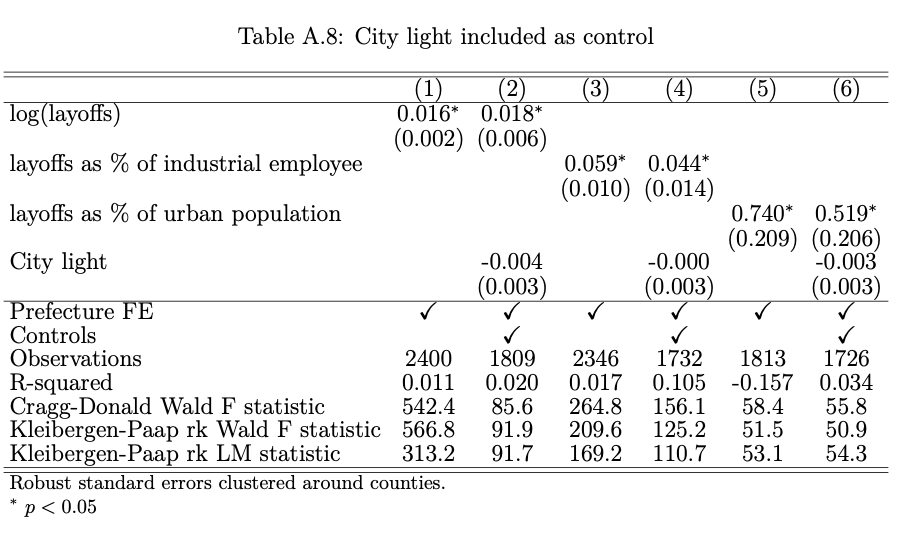 Table A.8: City light included as control
(1) (2) (3) (4) (5) (6)
log(layoffs) 0.016* 0.018*
(0.002) (0.006)
layoffs as % of industrial employee 0.059* 0.044*
(0.010) (0.014)
layoffs as % of urban population 0.740* 0.519*
(0.209) (0.206)
City light -0.004 -0.000 -0.003
(0.003) (0.003) (0.003)
Prefecture FE ✓ ✓ ✓ ✓ ✓ ✓
Controls ✓ ✓ ✓
Observations 2400 1809 2346 1732 1813 1726
R-squared 0.011 0.020 0.017 0.105 -0.157 0.034
Cragg-Donald Wald F statistic 542.4 85.6 264.8 156.1 58.4 55.8
Kleibergen-Paap rk Wald F statistic 566.8 91.9 209.6 125.2 51.5 50.9
Kleibergen-Paap rk LM statistic 313.2 91.7 169.2 110.7 53.1 54.3
Robust standard errors clustered around counties.
* p < 0.05